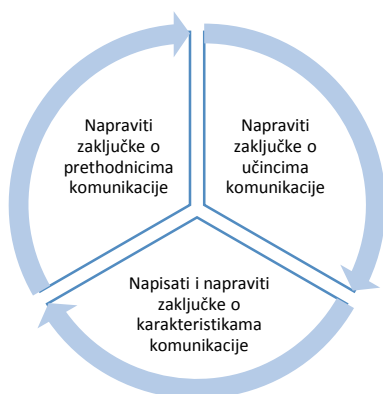 Napraviti
zaključke o
prethodnicima
komunikacije
Napraviti
zaključke o
učincima
komunikacije
Napisati i napraviti
zaključke o
karakteristikama
komunikacije